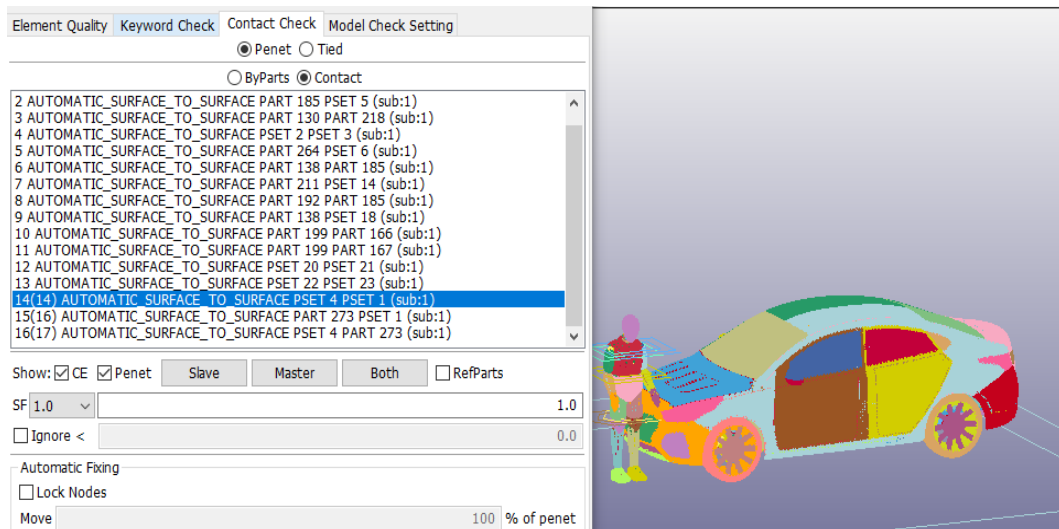 Element Quality Keyword Check Contact Check Model Check Setting
Penet Tied
ByParts Contact
2 AUTOMATIC_SURFACE_TO_SURFACE PART 185 PSET 5 (sub:1)
3 AUTOMATIC_SURFACE_TO_SURFACE PART 130 PART 218 (sub:1)
4 AUTOMATIC_SURFACE_TO_SURFACE PSET 2 PSET 3 (sub:1)
5 AUTOMATIC_SURFACE_TO_SURFACE PART 264 PSET 6 (sub:1)
6 AUTOMATIC_SURFACE_TO_SURFACE PART 138 PART 185 (sub:1)
7 AUTOMATIC_SURFACE_TO_SURFACE PART 211 PSET 14 (sub:1)
8 AUTOMATIC_SURFACE_TO_SURFACE PART 192 PART 185 (sub:1)
9 AUTOMATIC_SURFACE_TO_SURFACE PART 138 PSET 18 (sub:1)
10 AUTOMATIC_SURFACE_TO_SURFACE PART 199 PART 166 (sub:1)
11 AUTOMATIC_SURFACE_TO_SURFACE PART 199 PART 167 (sub:1)
12 AUTOMATIC_SURFACE_TO_SURFACE PSET 20 PSET 21 (sub:1)
13 AUTOMATIC_SURFACE_TO_SURFACE PSET 22 PSET 23 (sub:1)
14(14) AUTOMATIC_SURFACE_TO_SURFACE PSET 4 PSET 1 (sub:1)
15(16) AUTOMATIC_SURFACE_TO_SURFACE PART 273 PSET 1 (sub:1)
16(17) AUTOMATIC_SURFACE_TO_SURFACE PSET 4 PART 273 (sub:1)
Show: CE Penet Slave Master Both RefParts
SF 1.0 1.0
Ignore < 0.0
Automatic Fixing
Lock Nodes
Move 100 % of penet